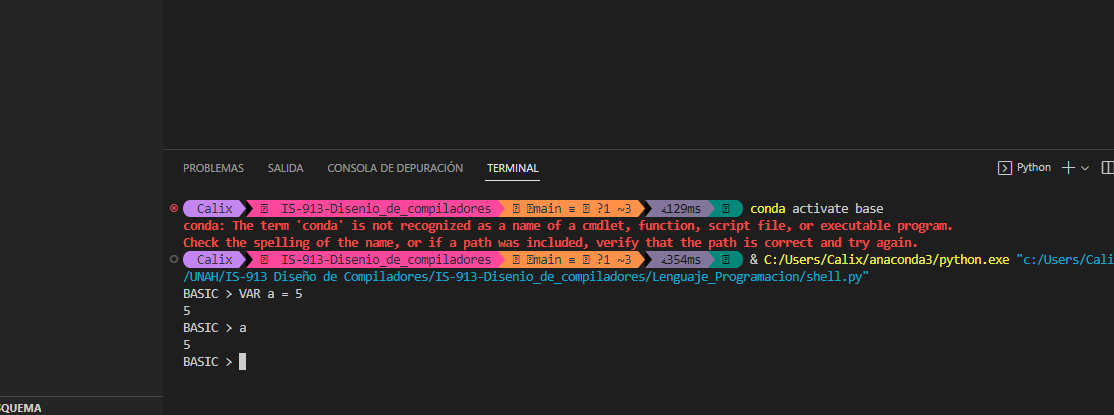 PROBLEMAS SALIDA CONSOLA DE DEPURACIÓN TERMINAL Python
Calix IS-913-Disenio_de_compiladores main ≡ ?1 ~3 129ms conda activate base
conda: The term 'conda' is not recognized as a name of a cmdlet, function, script file, or executable program.
Check the spelling of the name, or if a path was included, verify that the path is correct and try again.
Calix IS-913-Disenio_de_compiladores main ≡ ?1 ~3 354ms & C:/Users/Calix/anaconda3/python.exe "c:/Users/Cali
/UNAH/IS-913 Diseño de Compiladores/IS-913-Disenio_de_compiladores/Lenguaje_Programacion/shell.py"
BASIC > VAR a = 5
5
BASIC > a
5
BASIC >
SQUEMA